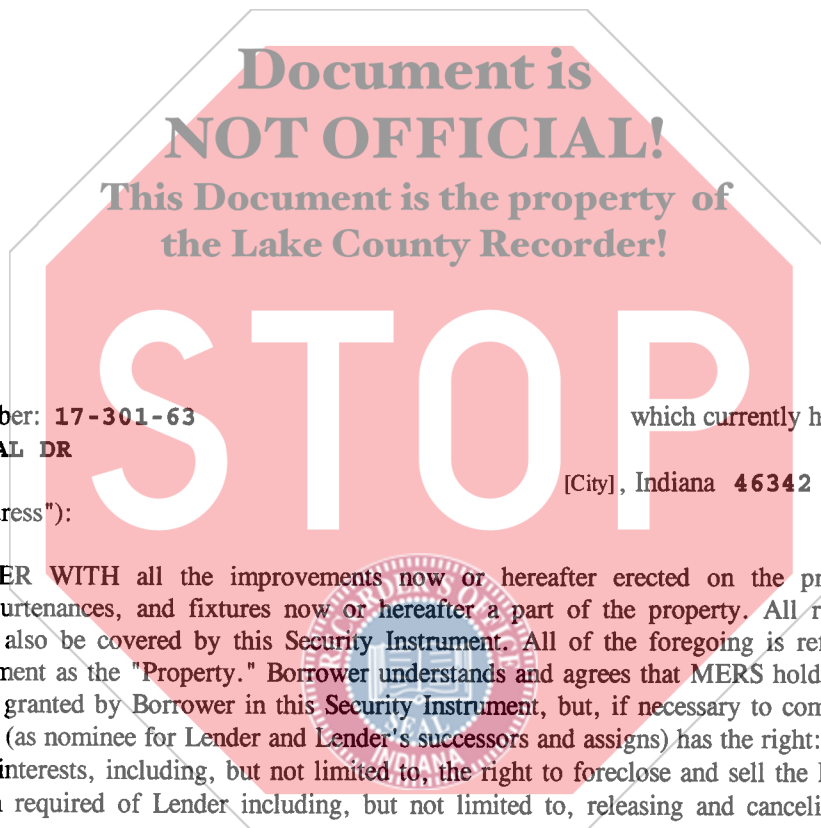 Document is
NOT OFFICIAL!
This Document is the property of
the Lake County Recorder!
STOP
ber: 17-301-63 which currently h
AL DR
[City], Indiana 46342
ress"):
ER WITH all the improvements now or hereafter erected on the pr
urtenances, and fixtures now or hereafter a part of the property. All r
also be covered by this Security Instrument. All of the foregoing is ref
ment as the "Property." Borrower understands and agrees that MERS hold
granted by Borrower in this Security Instrument, but, if necessary to com
(as nominee for Lender and Lender's successors and assigns) has the right:
interests, including, but not limited to, the right to foreclose and sell the
required of Lender including, but not limited to, releasing and canceli
RECORDER'S OFFICE
SEAL
INDIANA